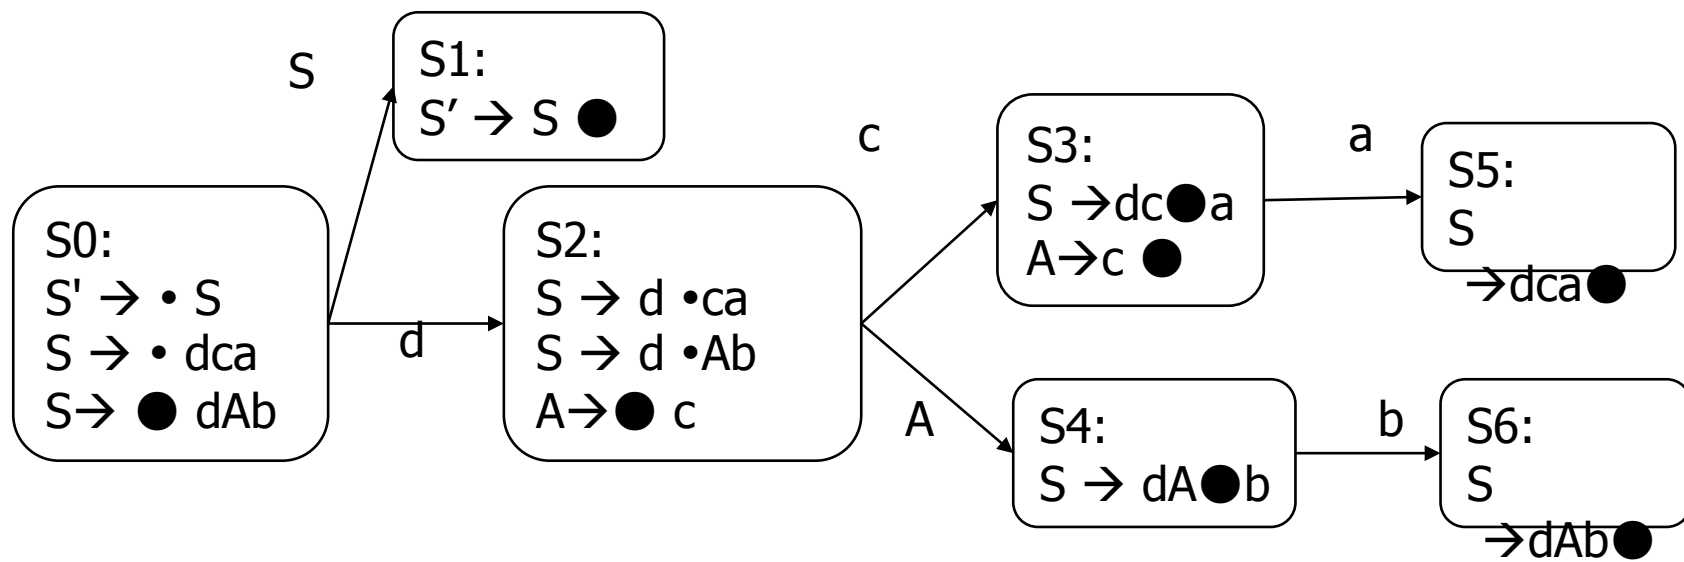 S
S1:
S’ → S ●
S0:
S' → • S
S → • dca
S→ ● dAb
d
S2:
S → d •ca
S → d •Ab
A→● c
c
S3:
S →dc●a
A→c ●
a
S5:
S
→dca●
A
S4:
S → dA●b
b
S6:
S
→dAb●